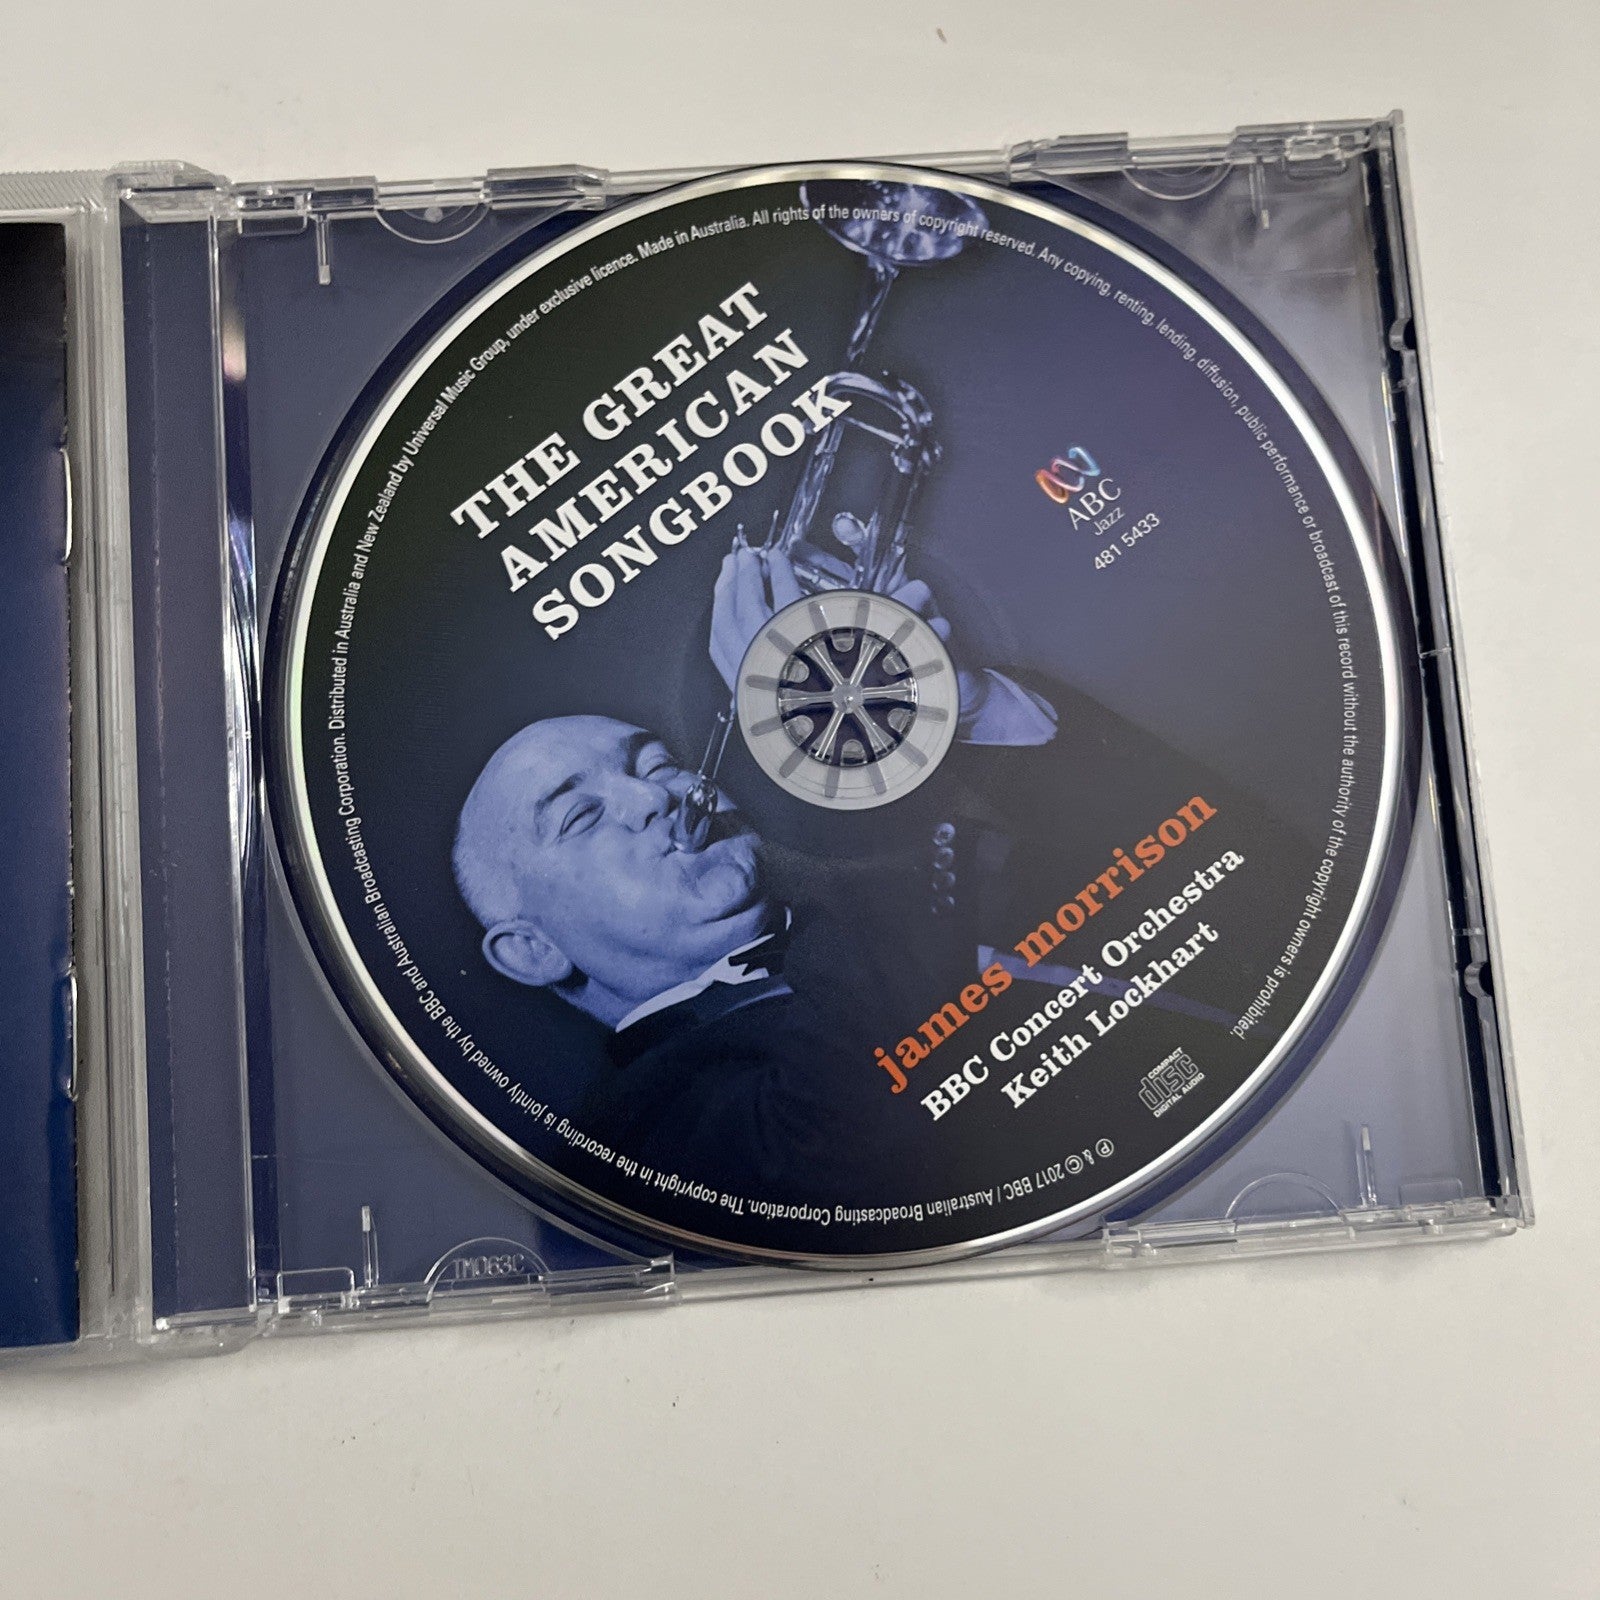 THE GREAT
AMERICAN
SONGBOOK
ABC
Jazz
481 5433
james morrison
BBC Concert Orchestra
Keith Lockhart
COMPACT
disc
DIGITAL AUDIO
℗ & © 2017 BBC / Australian Broadcasting Corporation. The copyright in the recording is jointly owned by the BBC and Australian Broadcasting Corporation. Distributed in Australia and New Zealand by Universal Music Group, under exclusive licence. Made in Australia. All rights of the owners of copyright reserved. Any copying, renting, lending, diffusion, public performance or broadcast of this record without the authority of the copyright owners is prohibited.
TM063C